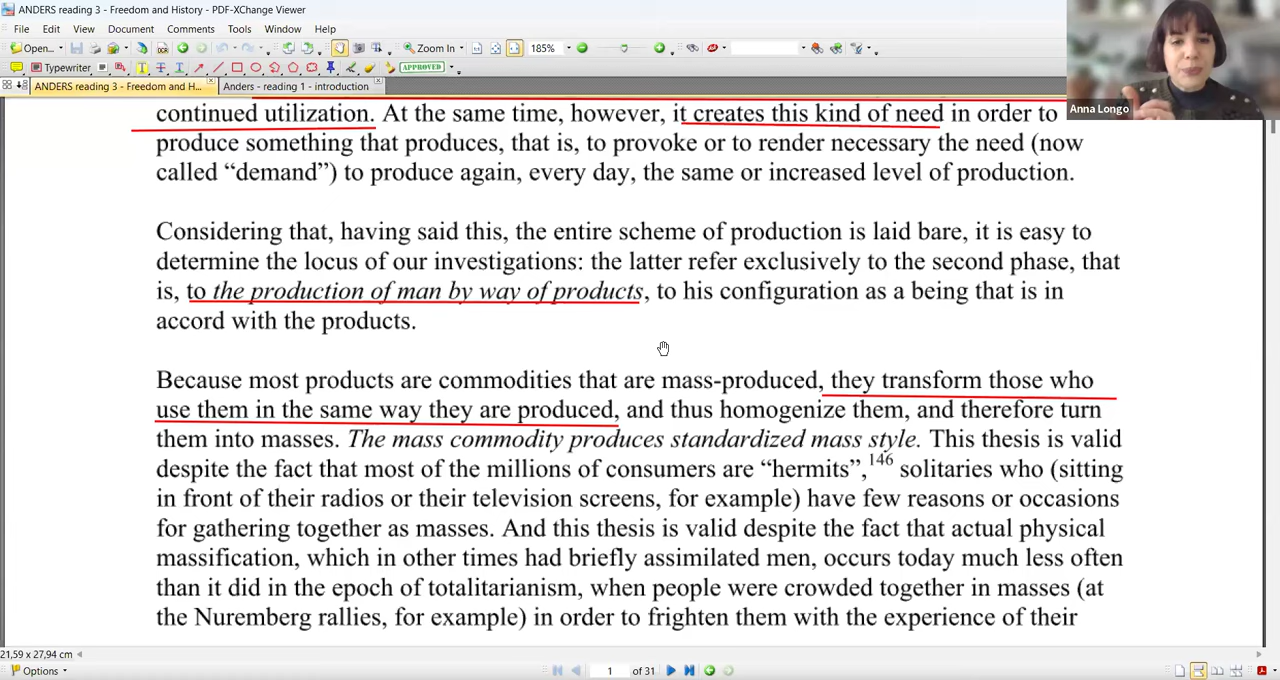 ANDERS reading 3 - Freedom and History - PDF-XChange Viewer
File Edit View Document Comments Tools Window Help
Open... OCR Zoom In 185%
Typewriter APPROVED
ANDERS reading 3 - Freedom and H... Anders - reading 1 - introduction
Anna Longo
continued utilization. At the same time, however, it creates this kind of need in order to
produce something that produces, that is, to provoke or to render necessary the need (now
called “demand”) to produce again, every day, the same or increased level of production.
Considering that, having said this, the entire scheme of production is laid bare, it is easy to
determine the locus of our investigations: the latter refer exclusively to the second phase, that
is, to the production of man by way of products, to his configuration as a being that is in
accord with the products.
Because most products are commodities that are mass-produced, they transform those who
use them in the same way they are produced, and thus homogenize them, and therefore turn
them into masses. The mass commodity produces standardized mass style. This thesis is valid
despite the fact that most of the millions of consumers are “hermits”,146 solitaries who (sitting
in front of their radios or their television screens, for example) have few reasons or occasions
for gathering together as masses. And this thesis is valid despite the fact that actual physical
massification, which in other times had briefly assimilated men, occurs today much less often
than it did in the epoch of totalitarianism, when people were crowded together in masses (at
the Nuremberg rallies, for example) in order to frighten them with the experience of their
21,59 x 27,94 cm
Options 1 of 31